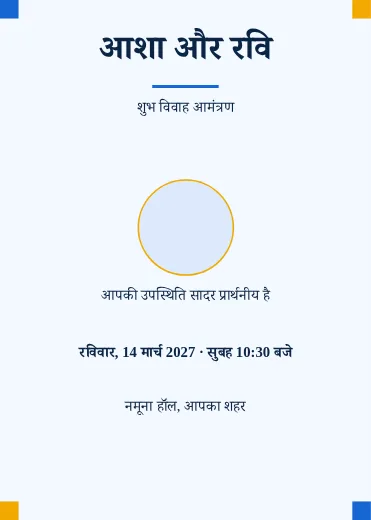 आशा और रवि
शुभ विवाह आमंत्रण
आपकी उपस्थिति सादर प्रार्थनीय है
रविवार, 14 मार्च 2027 · सुबह 10:30 बजे
नमूना हॉल, आपका शहर